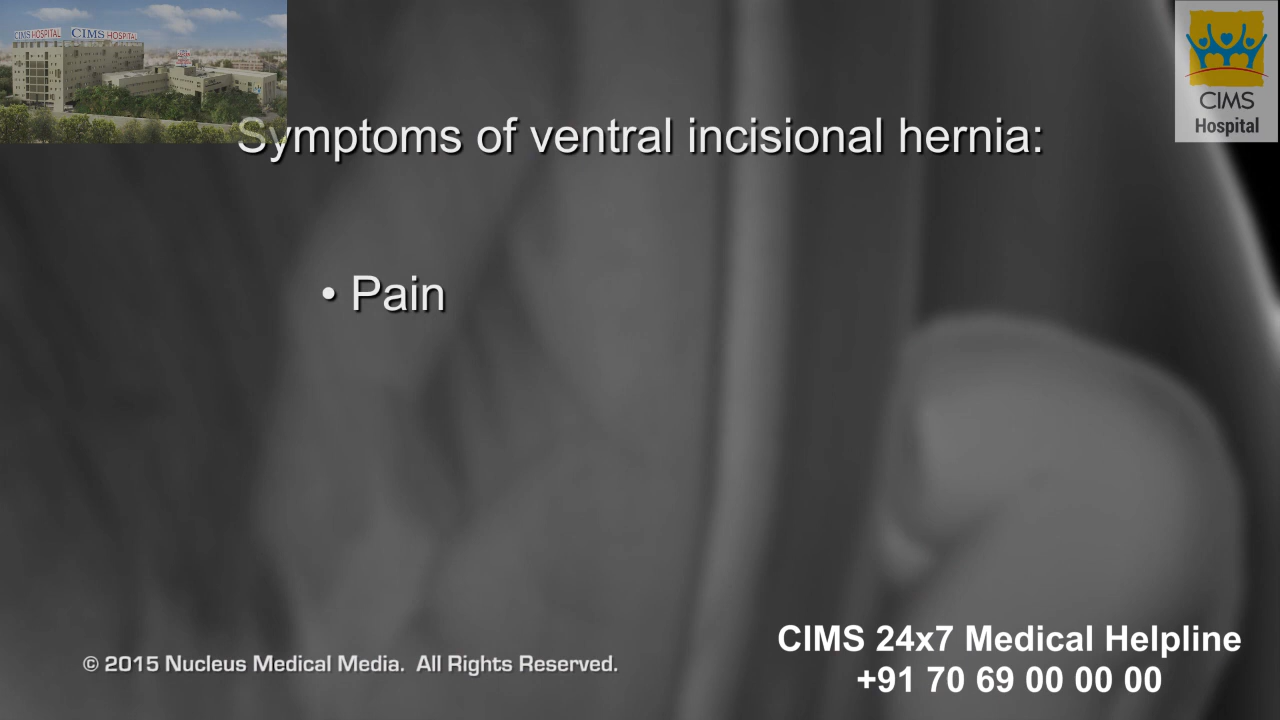 CIMS HOSPITAL CIMS HOSPITAL
CIMS
Hospital
Symptoms of ventral incisional hernia:
• Pain
CIMS 24x7 Medical Helpline
+91 70 69 00 00 00
© 2015 Nucleus Medical Media. All Rights Reserved.